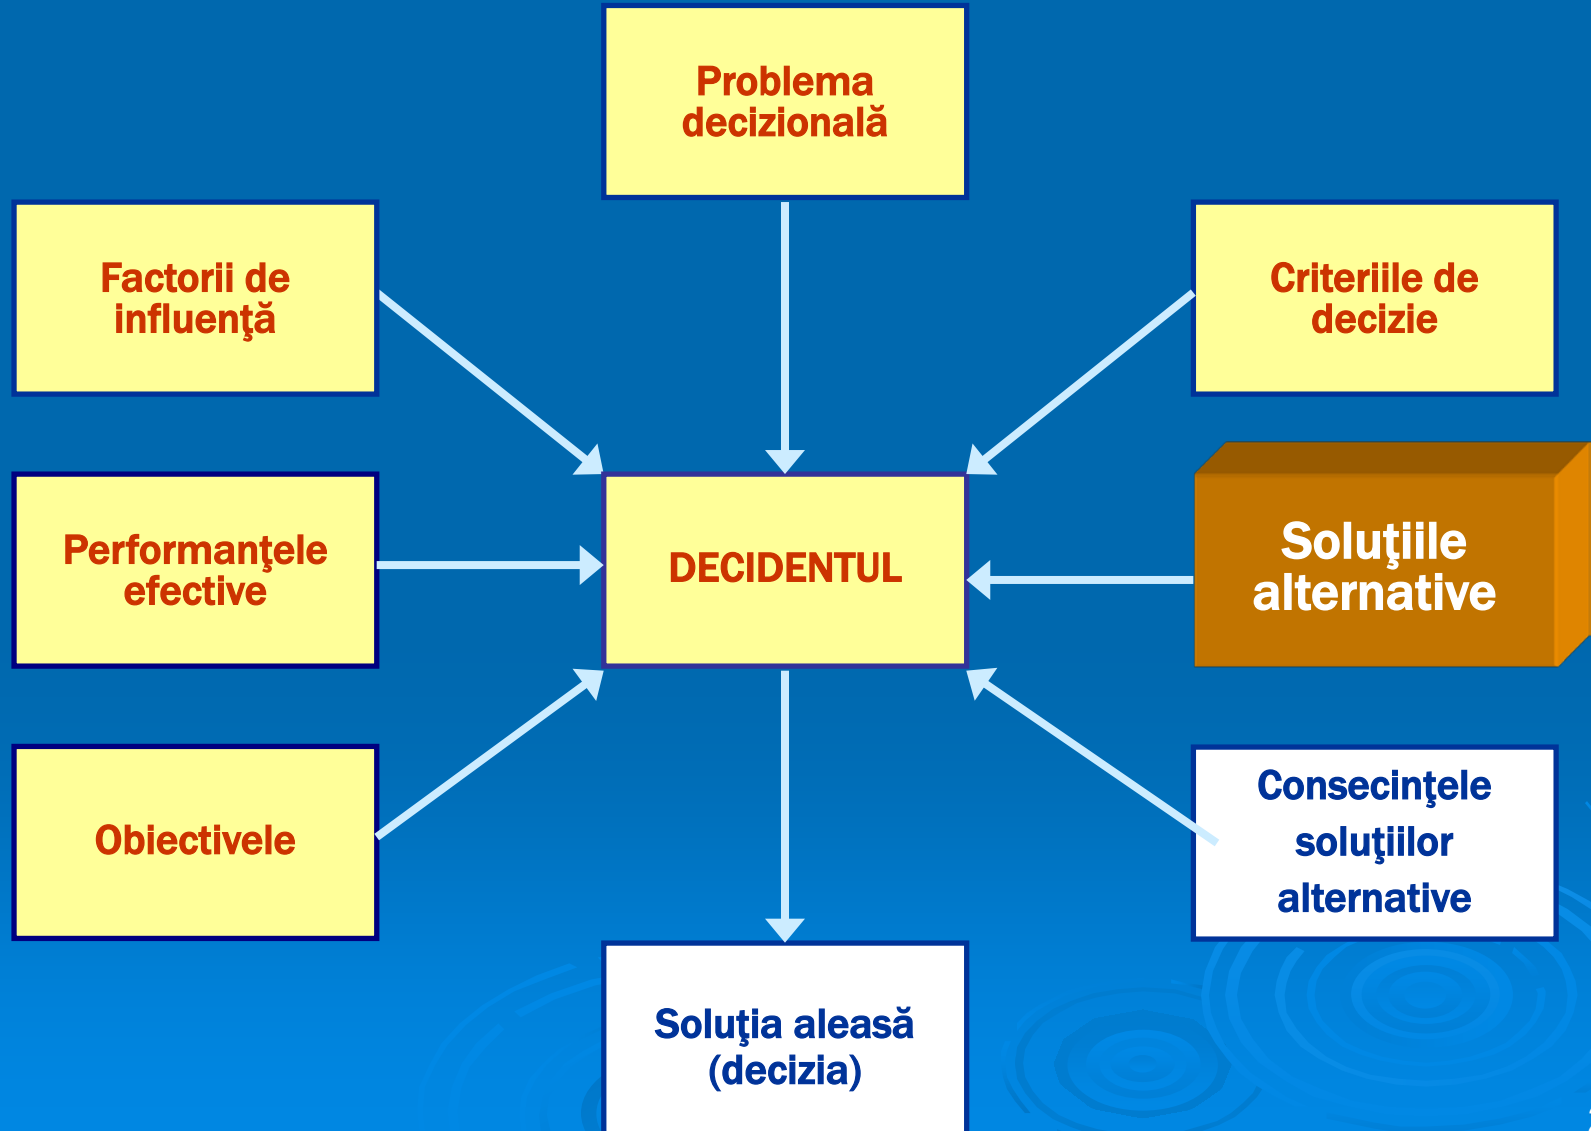 Problema
decizională
Factorii de
influenţă
Criteriile de
decizie
Performanţele
efective
DECIDENTUL
Soluţiile
alternative
Obiectivele
Consecinţele
soluţiilor
alternative
Soluţia aleasă
(decizia)